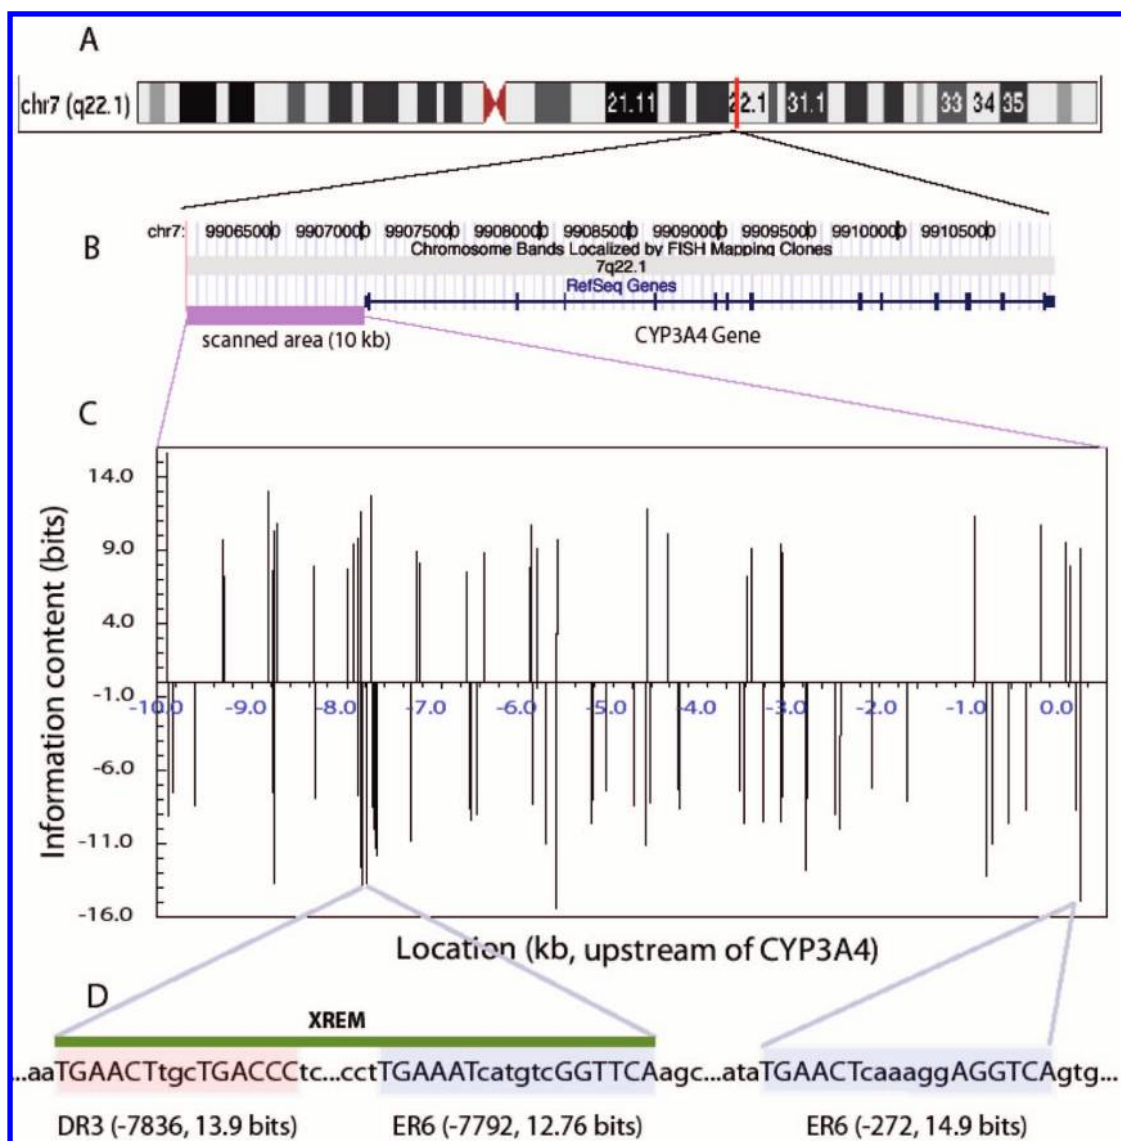 A
chr7 (q22.1) 21.11 22.1 31.1 33 34 35
B
chr7: 99065000 99070000 99075000 99080000 99085000 99090000 99095000 99100000 99105000
Chromosome Bands Localized by FISH Mapping Clones
7q22.1
RefSeq Genes
scanned area (10 kb)
CYP3A4 Gene
C
Information content (bits)
14.0
9.0
4.0
-1.0
-10.0 -9.0 -8.0 -7.0 -6.0 -5.0 -4.0 -3.0 -2.0 -1.0 0.0
-6.0
-11.0
-16.0
Location (kb, upstream of CYP3A4)
D
XREM
...aaTGAACTtgcTGACCCtc...cctTGAAATcatgtcGGTTCAagc...ataTGAACTcaaaggAGGTCAgtg...
DR3 (-7836, 13.9 bits) ER6 (-7792, 12.76 bits) ER6 (-272, 14.9 bits)